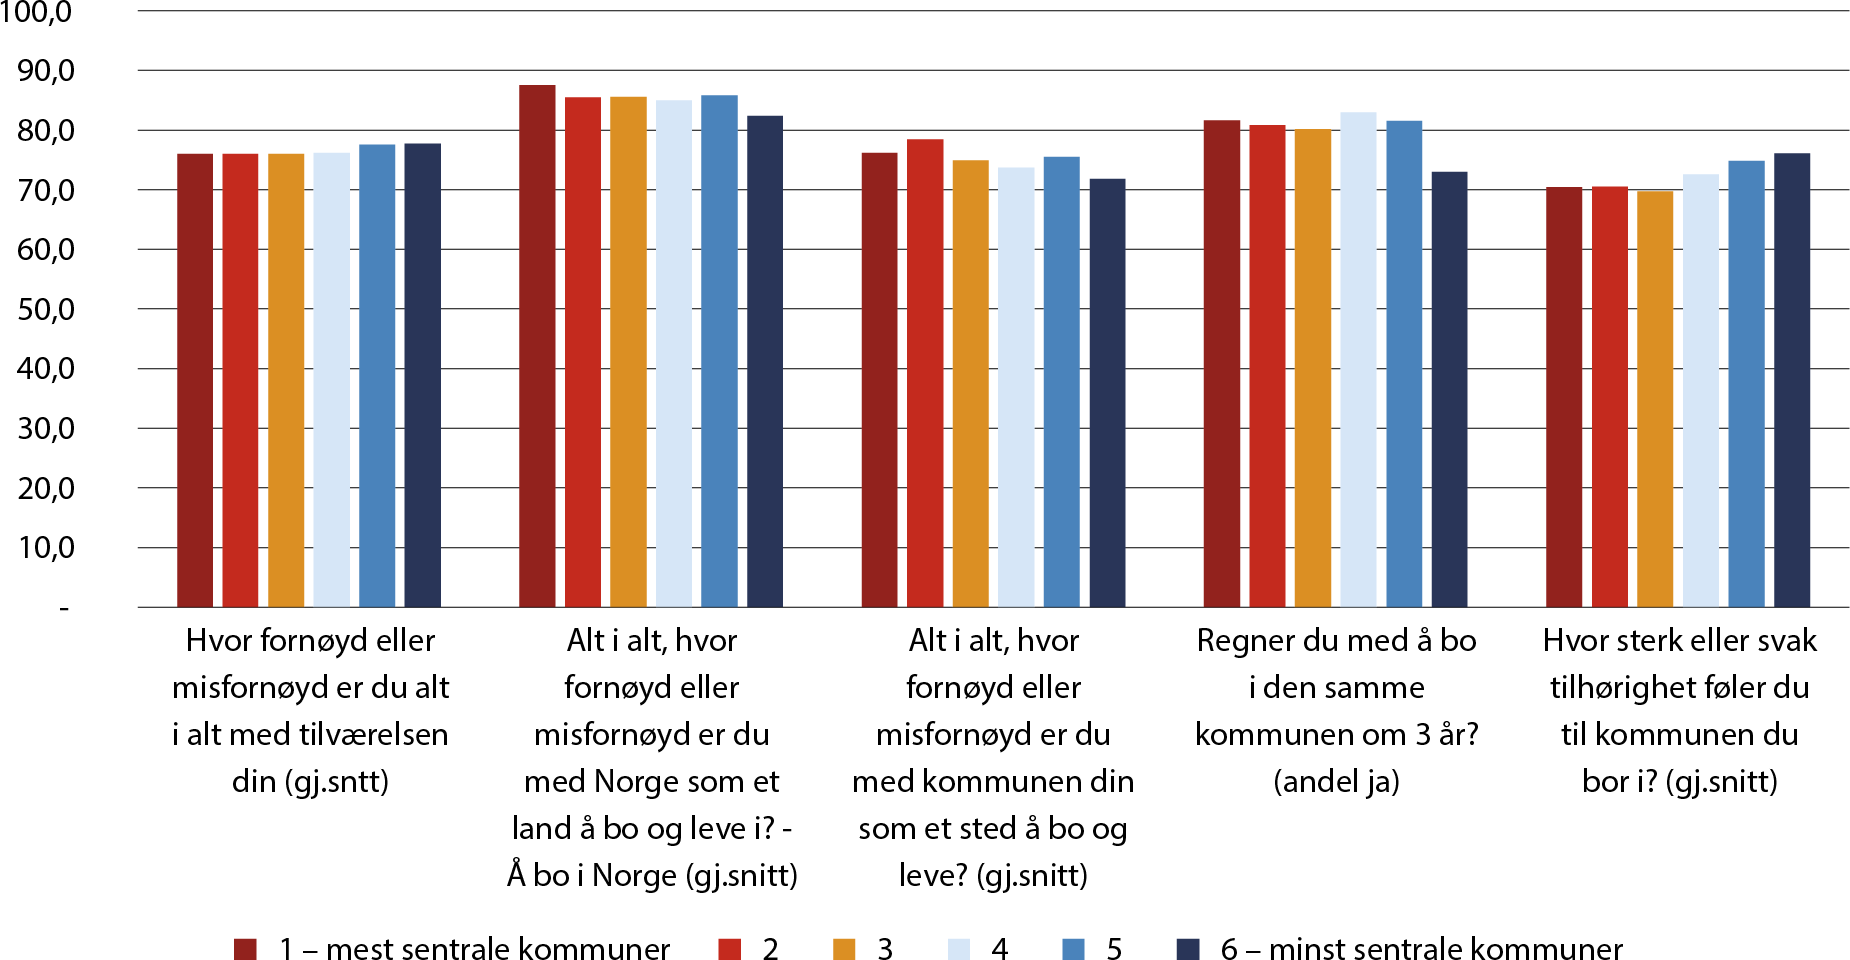 100,0
90,0
80,0
70,0
60,0
50,0
40,0
30,0
20,0
10,0
-
Hvor fornøyd eller
misfornøyd er du alt
i alt med tilværelsen
din (gj.sntt)
Alt i alt, hvor
fornøyd eller
misfornøyd er du
med Norge som et
land å bo og leve i? -
Å bo i Norge (gj.snitt)
Alt i alt, hvor
fornøyd eller
misfornøyd er du
med kommunen din
som et sted å bo og
leve? (gj.snitt)
Regner du med å bo
i den samme
kommunen om 3 år?
(andel ja)
Hvor sterk eller svak
tilhørighet føler du
til kommunen du
bor i? (gj.snitt)
1 – mest sentrale kommuner 2 3 4 5 6 – minst sentrale kommuner